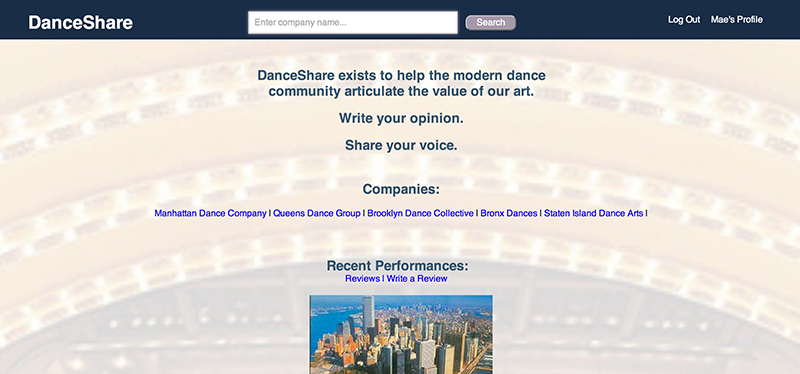 DanceShare
Enter company name...
Search
Log Out Mae's Profile
DanceShare exists to help the modern dance
community articulate the value of our art.
Write your opinion.
Share your voice.
Companies:
Manhattan Dance Company | Queens Dance Group | Brooklyn Dance Collective | Bronx Dances | Staten Island Dance Arts |
Recent Performances:
Reviews | Write a Review